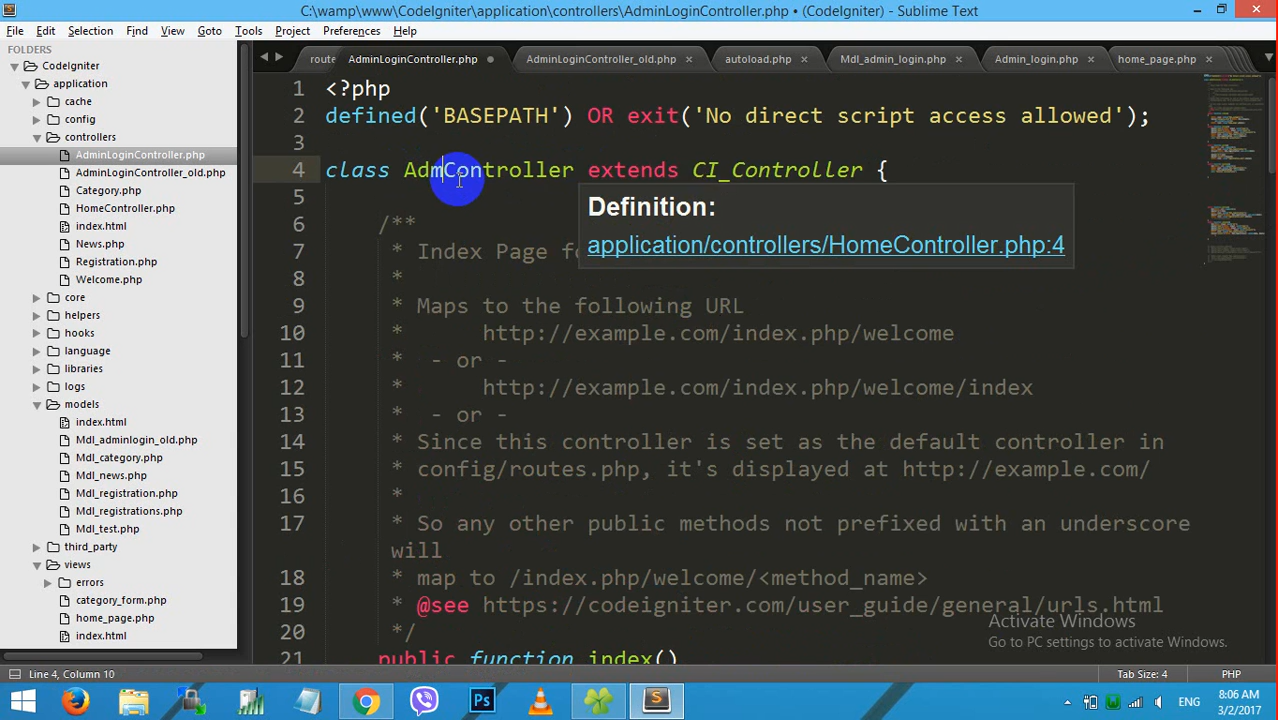 C:\wamp\www\CodeIgniter\application\controllers\AdminLoginController.php • (CodeIgniter) - Sublime Text
File Edit Selection Find View Goto Tools Project Preferences Help
FOLDERS
CodeIgniter
application
cache
config
controllers
AdminLoginController.php
AdminLoginController_old.php
Category.php
HomeController.php
index.html
News.php
Registration.php
Welcome.php
core
helpers
hooks
language
libraries
logs
models
index.html
Mdl_adminlogin_old.php
Mdl_category.php
Mdl_news.php
Mdl_registration.php
Mdl_registrations.php
Mdl_test.php
third_party
views
errors
category_form.php
home_page.php
index.html
route AdminLoginController.php AdminLoginController_old.php autoload.php Mdl_admin_login.php Admin_login.php home_page.php
1 <?php
2 defined('BASEPATH') OR exit('No direct script access allowed');
3
4 class AdmController extends CI_Controller {
5
Definition:
application/controllers/HomeController.php:4
6 /**
7 * Index Page fo
8 *
9 * Maps to the following URL
10 * http://example.com/index.php/welcome
11 * - or -
12 * http://example.com/index.php/welcome/index
13 * - or -
14 * Since this controller is set as the default controller in
15 * config/routes.php, it's displayed at http://example.com/
16 *
17 * So any other public methods not prefixed with an underscore
will
18 * map to /index.php/welcome/<method_name>
19 * @see https://codeigniter.com/user_guide/general/urls.html
20 */
21 public function index()
Activate Windows
Go to PC settings to activate Windows.
Line 4, Column 10
Tab Size: 4
PHP
ENG
8:06 AM
3/2/2017